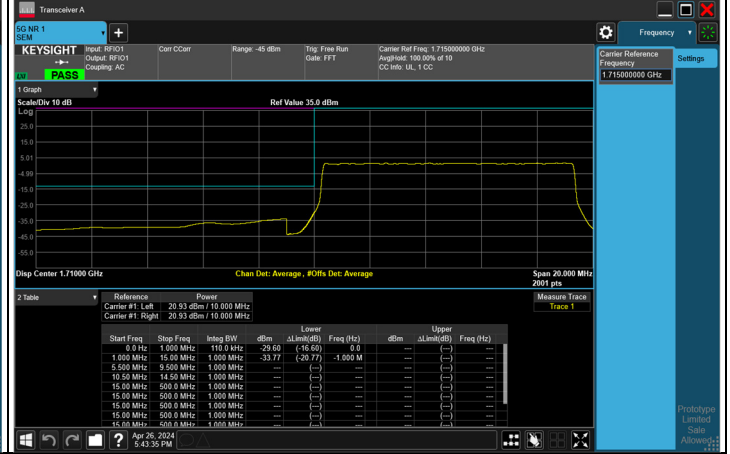 Transceiver A
5G NR 1
SEM
Frequency
KEYSIGHT
Input: RFIO1
Output: RFIO1
Coupling: AC
Corr CCorr
Range: -45 dBm
Trig: Free Run
Gate: FFT
Carrier Ref Freq: 1.715000000 GHz
Avg|Hold: 100.00% of 10
CC Info: UL, 1 CC
LXI
PASS
Carrier Reference
Frequency
1.715000000 GHz
Settings
1 Graph
Scale/Div 10 dB
Ref Value 35.0 dBm
Log
25.0
15.0
5.01
-4.99
-15.0
-25.0
-35.0
-45.0
-55.0
Disp Center 1.71000 GHz
Chan Det: Average, #Offs Det: Average
Span 20.000 MHz
2001 pts
2 Table
Reference Power
Carrier #1: Left 20.93 dBm / 10.000 MHz
Carrier #1: Right 20.93 dBm / 10.000 MHz
Measure Trace
Trace 1
Lower Upper
Start Freq Stop Freq Integ BW dBm ΔLimit(dB) Freq (Hz) dBm ΔLimit(dB) Freq (Hz)
0.0 Hz 1.000 MHz 110.0 kHz -29.60 (-16.60) 0.0 --- (---) ---
1.000 MHz 15.00 MHz 1.000 MHz -33.77 (-20.77) -1.000 M --- (---) ---
5.500 MHz 9.500 MHz 1.000 MHz --- (---) --- --- (---) ---
10.50 MHz 14.50 MHz 1.000 MHz --- (---) --- --- (---) ---
15.00 MHz 500.0 MHz 1.000 MHz --- (---) --- --- (---) ---
15.00 MHz 500.0 MHz 1.000 MHz --- (---) --- --- (---) ---
15.00 MHz 500.0 MHz 1.000 MHz --- (---) --- --- (---) ---
15.00 MHz 500.0 MHz 1.000 MHz --- (---) --- --- (---) ---
Prototype
Limited
Sale
Allowed
?
Apr 26, 2024
5:43:35 PM